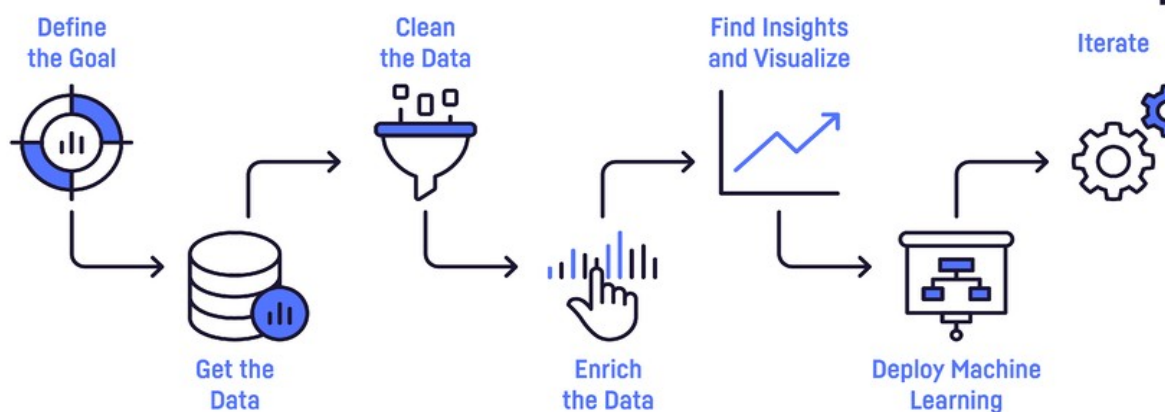 Define
the Goal
Get the
Data
Clean
the Data
Enrich
the Data
Find Insights
and Visualize
Deploy Machine
Learning
Iterate